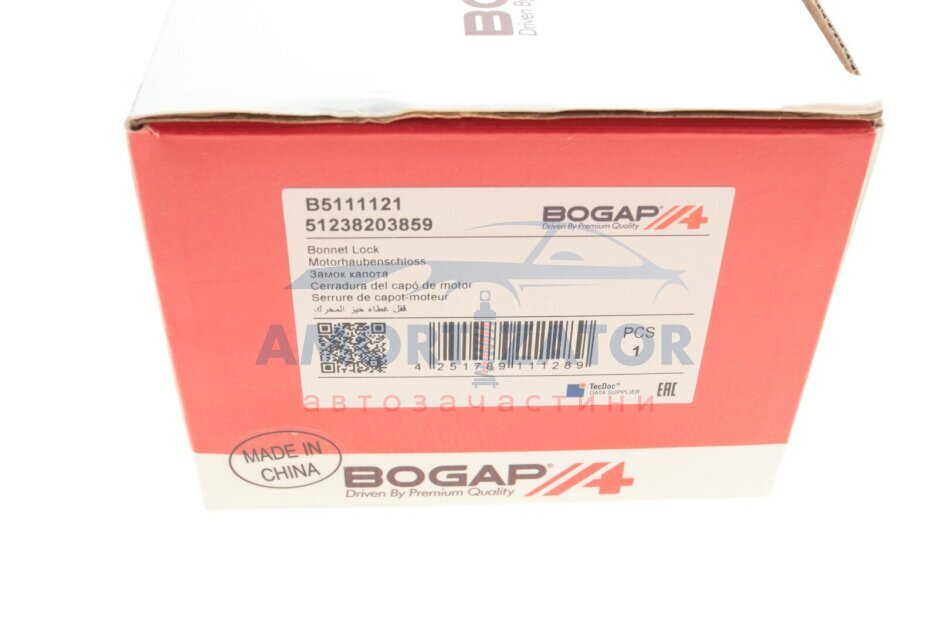 BO
Driven By
B5111121
51238203859
BOGAP
Driven By Premium Quality
Bonnet Lock
Motorhaubenschloss
Замок капота
Cerradura del capó de motor
Serrure de capot-moteur
قفل غطاء حيز المحرك
AMORTIZATOR
автозачастини
PCS
1
4 251789 111289
TecDoc®
DATA SUPPLIER
EAC
MADE IN
CHINA
BOGAP®
Driven By Premium Quality